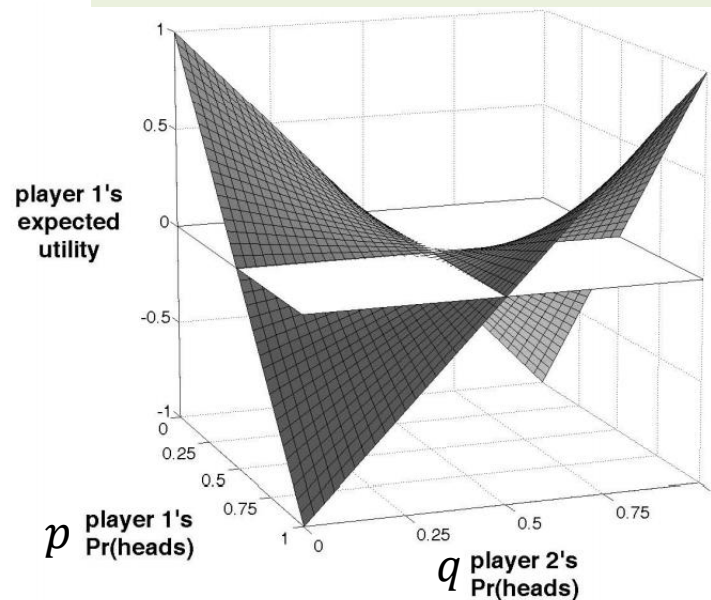 1
0.5
player 1's
expected
utility
0
-0.5
-1
0
0.25
0.5
0.75
1
p player 1's
Pr(heads)
0
0.25
0.5
0.75
q player 2's
Pr(heads)